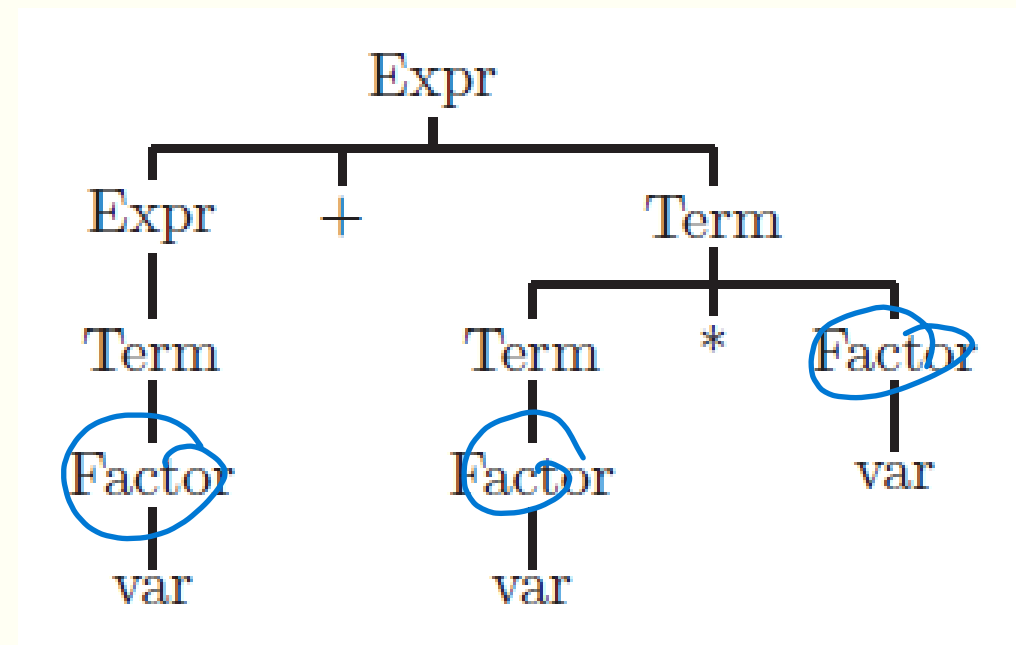 Expr
Expr + Term
Term Term * Factor
Factor Factor var
var var